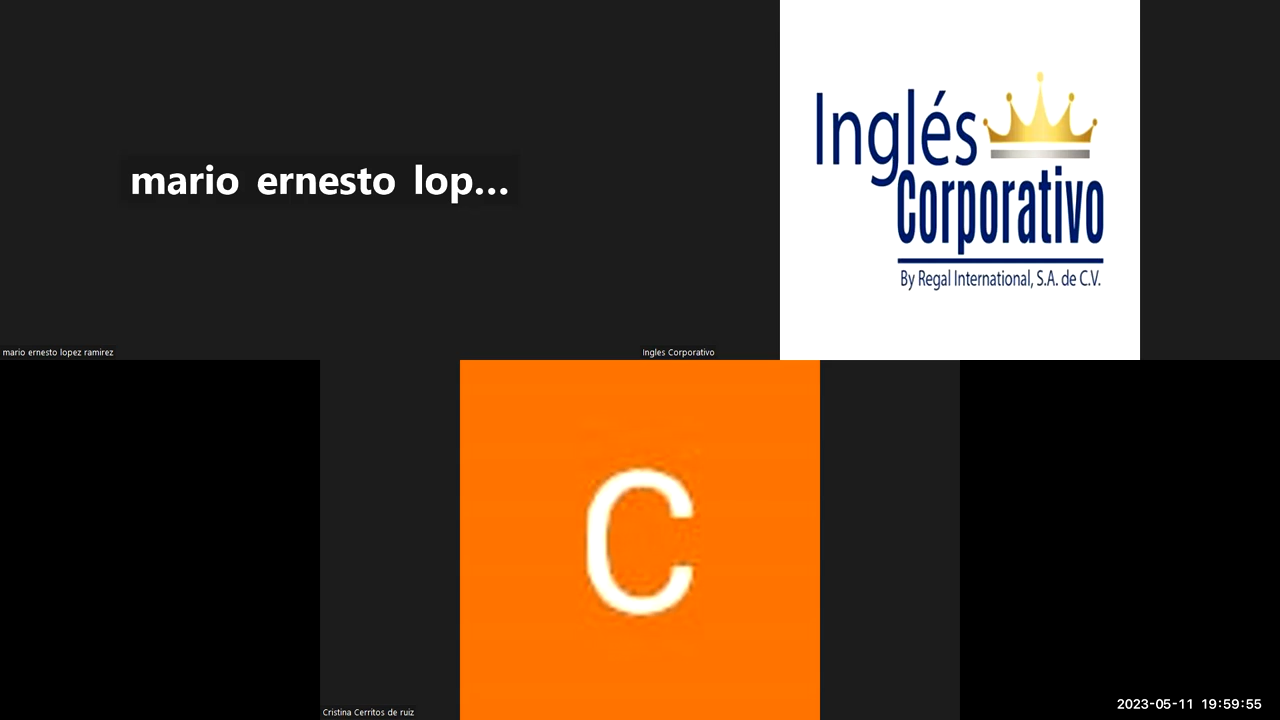 mario ernesto lop...
Inglés
Corporativo
By Regal International, S.A. de C.V.
mario ernesto lopez ramirez
Ingles Corporativo
C
Cristina Cerritos de ruiz
2023-05-11 19:59:55